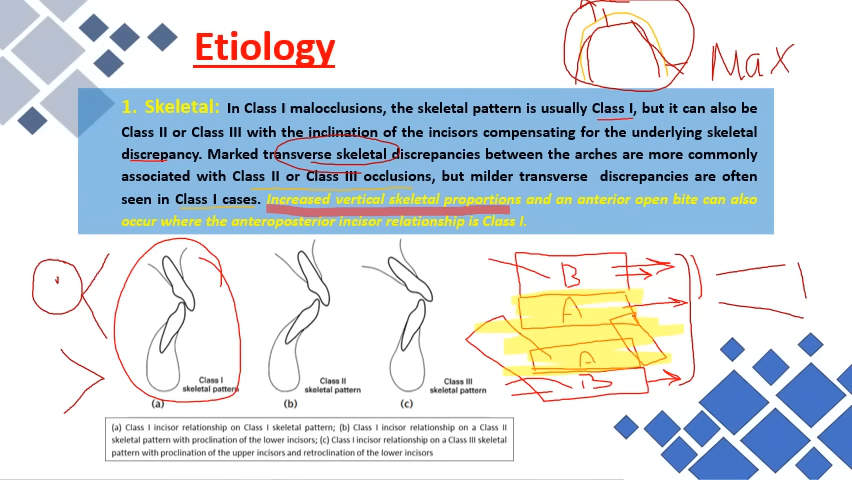 Etiology
Max
1. Skeletal: In Class I malocclusions, the skeletal pattern is usually Class I, but it can also be
Class II or Class III with the inclination of the incisors compensating for the underlying skeletal
discrepancy. Marked transverse skeletal discrepancies between the arches are more commonly
associated with Class II or Class III occlusions, but milder transverse discrepancies are often
seen in Class I cases. Increased vertical skeletal proportions and an anterior open bite can also
occur where the anteroposterior incisor relationship is Class I.
B
A
A
B
Class I
skeletal pattern
(a)
Class II
skeletal pattern
(b)
Class III
skeletal pattern
(c)
(a) Class I incisor relationship on Class I skeletal pattern; (b) Class I incisor relationship on a Class II
skeletal pattern with proclination of the lower incisors; (c) Class I incisor relationship on a Class III skeletal
pattern with proclination of the upper incisors and retroclination of the lower incisors